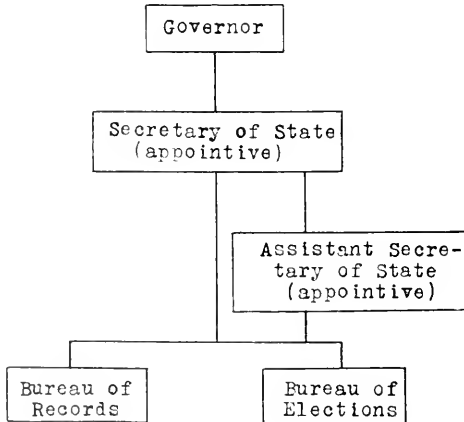 Governor
Secretary of State
(appointive)
Assistant Secre-
tary of State
(appointive)
Bureau of
Records
Bureau of
Elections